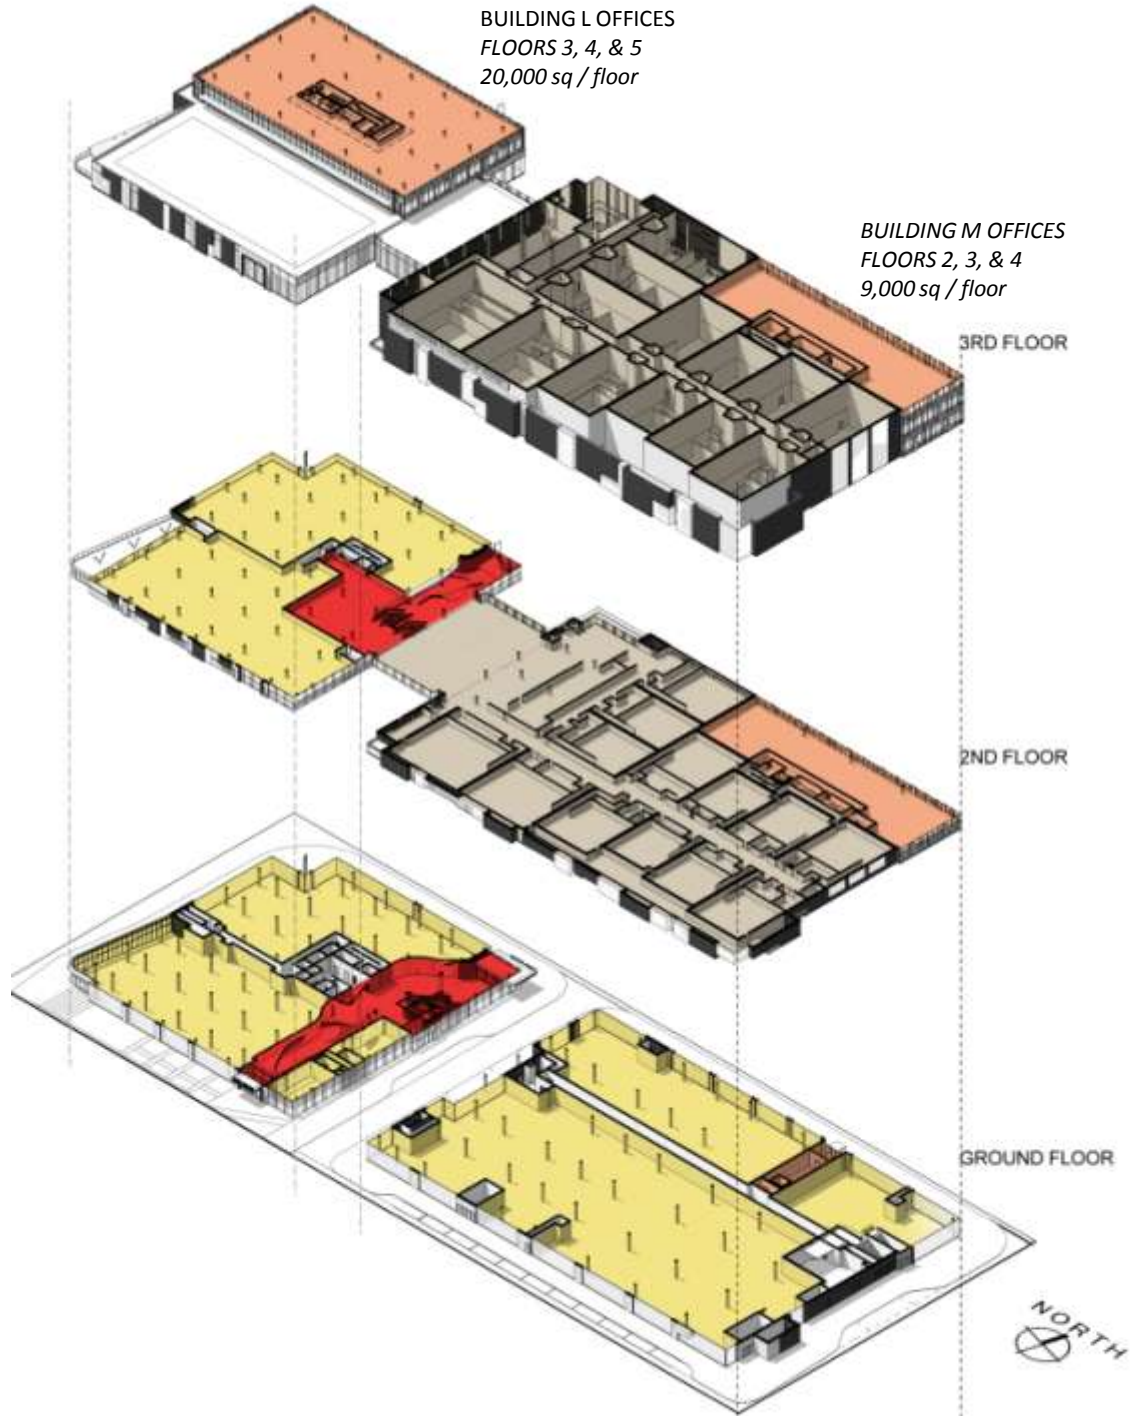 BUILDING L OFFICES
FLOORS 3, 4, & 5
20,000 sq / floor
BUILDING M OFFICES
FLOORS 2, 3, & 4
9,000 sq / floor
3RD FLOOR
2ND FLOOR
GROUND FLOOR
NORTH